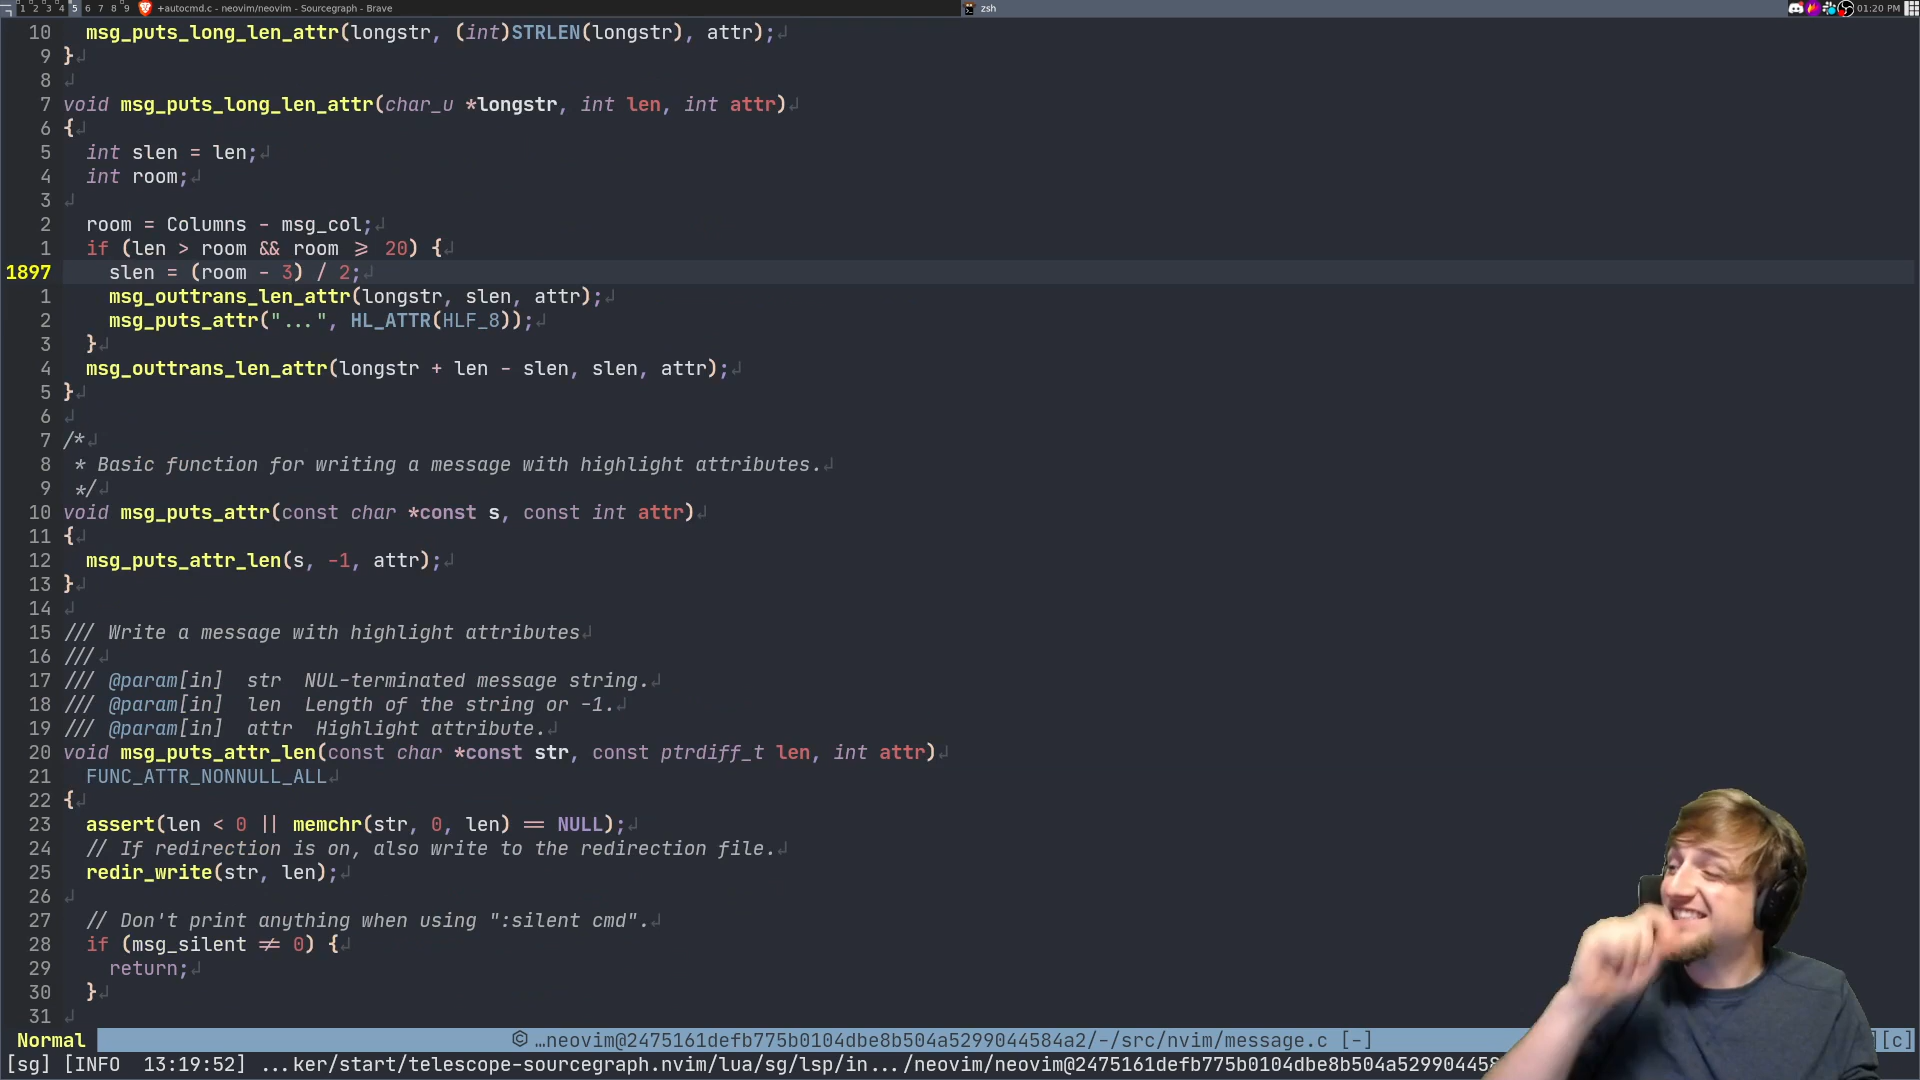 1 2 3 4 5 6 7 8 9 +autocmd.c - neovim/neovim - Sourcegraph - Brave zsh 01:20 PM
10 msg_puts_long_len_attr(longstr, (int)STRLEN(longstr), attr);
9 }
8
7 void msg_puts_long_len_attr(char_u *longstr, int len, int attr)
6 {
5 int slen = len;
4 int room;
3
2 room = Columns - msg_col;
1 if (len > room && room >= 20) {
1897 slen = (room - 3) / 2;
1 msg_outtrans_len_attr(longstr, slen, attr);
2 msg_puts_attr("...", HL_ATTR(HLF_8));
3 }
4 msg_outtrans_len_attr(longstr + len - slen, slen, attr);
5 }
6
7 /*
8 * Basic function for writing a message with highlight attributes.
9 */
10 void msg_puts_attr(const char *const s, const int attr)
11 {
12 msg_puts_attr_len(s, -1, attr);
13 }
14
15 /// Write a message with highlight attributes
16 ///
17 /// @param[in] str NUL-terminated message string.
18 /// @param[in] len Length of the string or -1.
19 /// @param[in] attr Highlight attribute.
20 void msg_puts_attr_len(const char *const str, const ptrdiff_t len, int attr)
21 FUNC_ATTR_NONNULL_ALL
22 {
23 assert(len < 0 || memchr(str, 0, len) == NULL);
24 // If redirection is on, also write to the redirection file.
25 redir_write(str, len);
26
27 // Don't print anything when using ":silent cmd".
28 if (msg_silent != 0) {
29 return;
30 }
31
Normal …neovim@2475161defb775b0104dbe8b504a5299044584a2/-/src/nvim/message.c [-] [c]
[sg] [INFO 13:19:52] ...ker/start/telescope-sourcegraph.nvim/lua/sg/lsp/in.../neovim/neovim@2475161defb775b0104dbe8b504a5299044584a2/-/s